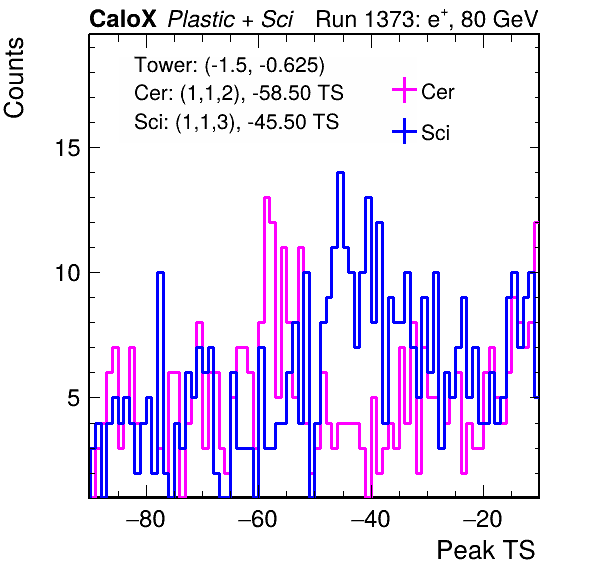 CaloX Plastic + Sci Run 1373: e+, 80 GeV
Counts
Tower: (-1.5, -0.625)
Cer: (1,1,2), -58.50 TS
Sci: (1,1,3), -45.50 TS
Cer
Sci
15
10
5
−80 −60 −40 −20
Peak TS